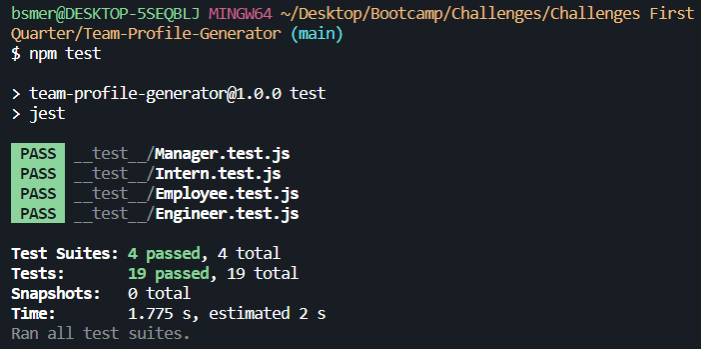 bsmer@DESKTOP-5SEQBLJ MINGW64 ~/Desktop/Bootcamp/Challenges/Challenges First
Quarter/Team-Profile-Generator (main)
$ npm test
> team-profile-generator@1.0.0 test
> jest
PASS __test__/Manager.test.js
PASS __test__/Intern.test.js
PASS __test__/Employee.test.js
PASS __test__/Engineer.test.js
Test Suites: 4 passed, 4 total
Tests: 19 passed, 19 total
Snapshots: 0 total
Time: 1.775 s, estimated 2 s
Ran all test suites.